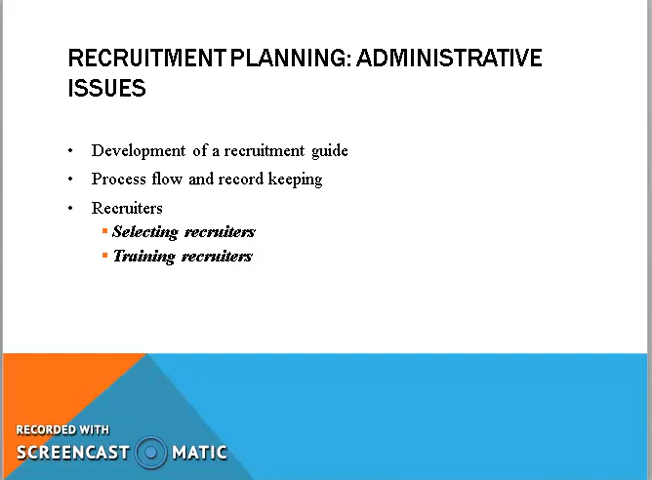 RECRUITMENT PLANNING: ADMINISTRATIVE
ISSUES
• Development of a recruitment guide
• Process flow and record keeping
• Recruiters
▪ Selecting recruiters
▪ Training recruiters
RECORDED WITH
SCREENCAST MATIC